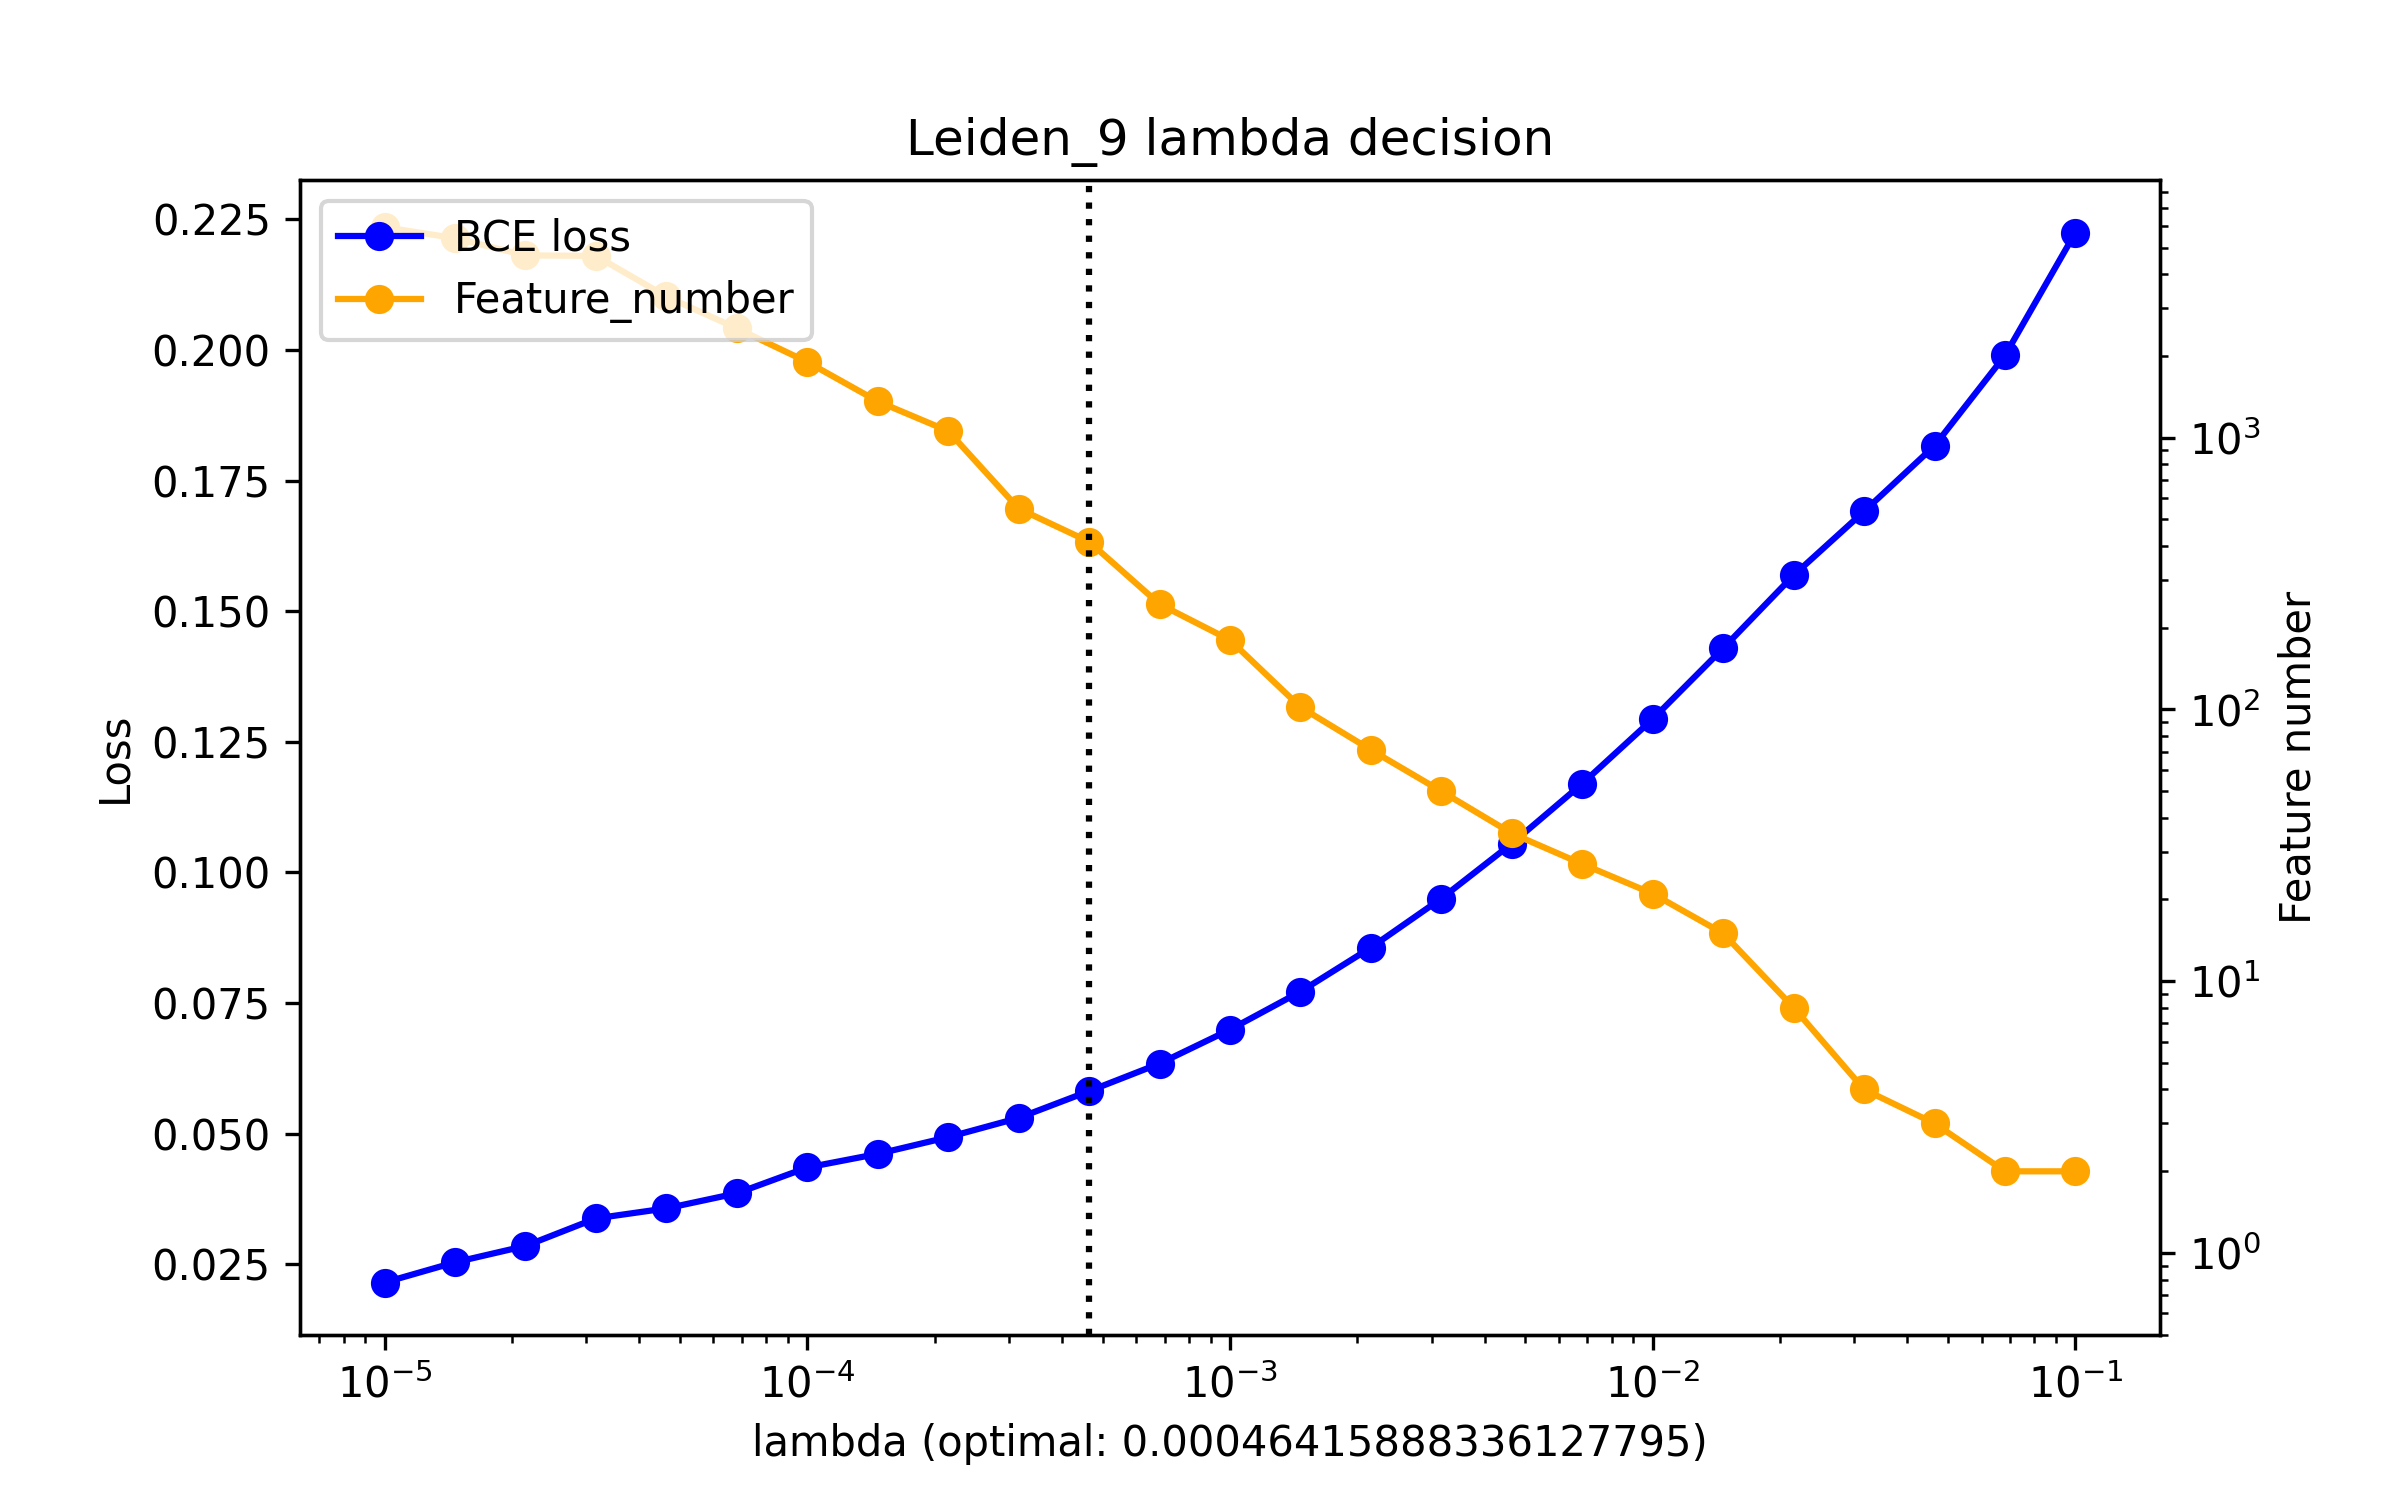 Leiden_9 lambda decision
BCE loss
Feature_number
0.225
0.200
0.175
0.150
0.125
0.100
0.075
0.050
0.025
Loss
10³
10²
10¹
10⁰
Feature number
10⁻⁵ 10⁻⁴ 10⁻³ 10⁻² 10⁻¹
lambda (optimal: 0.00046415888336127795)